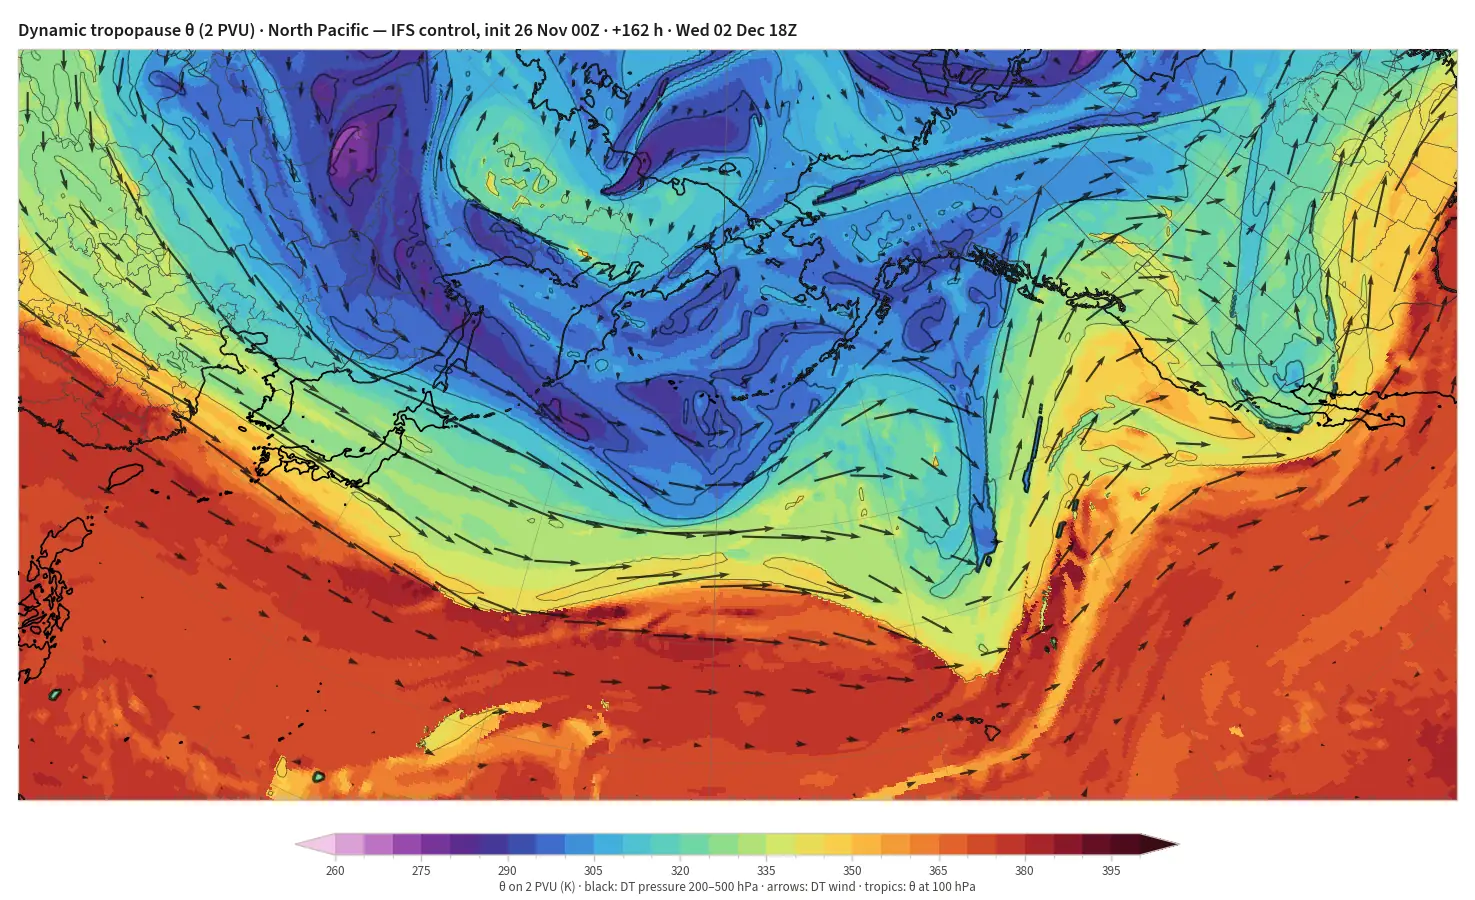 Dynamic tropopause θ (2 PVU) · North Pacific — IFS control, init 26 Nov 00Z · +162 h · Wed 02 Dec 18Z
260 275 290 305 320 335 350 365 380 395
θ on 2 PVU (K) · black: DT pressure 200–500 hPa · arrows: DT wind · tropics: θ at 100 hPa